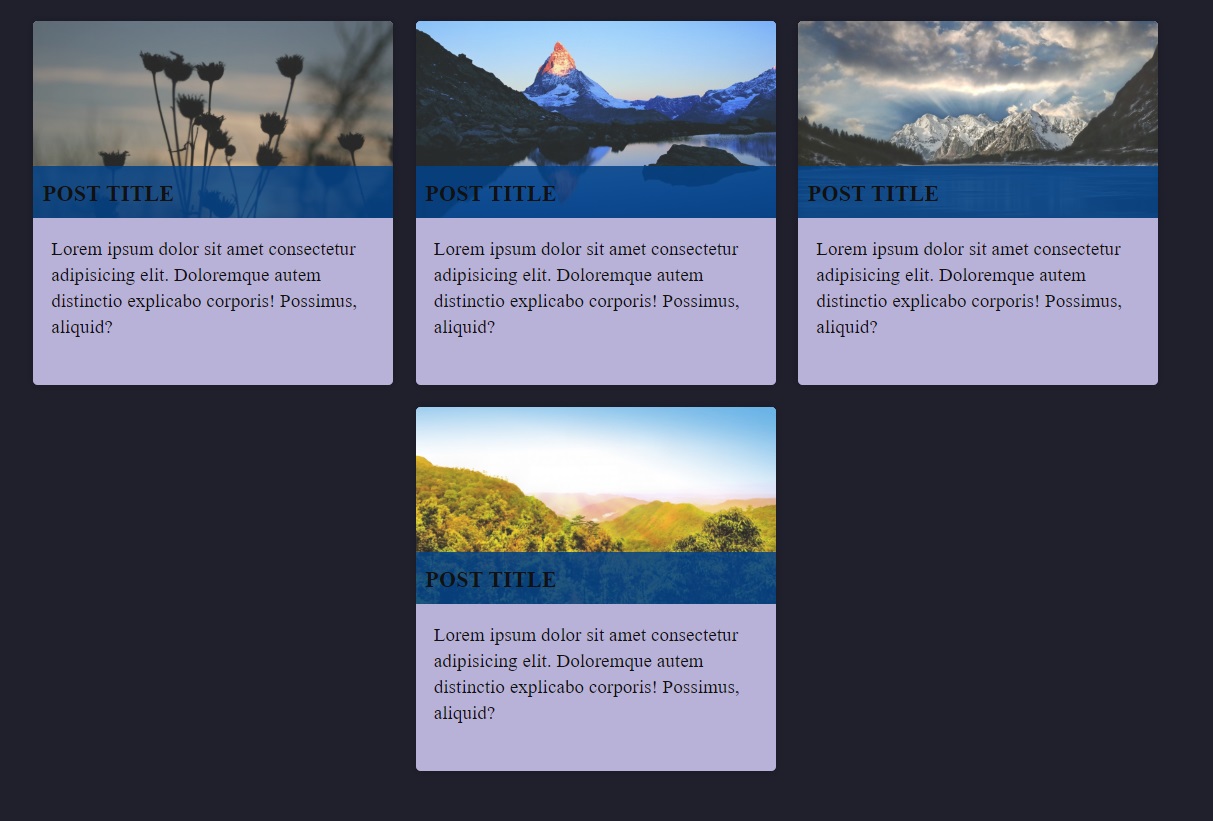 POST TITLE
Lorem ipsum dolor sit amet consectetur
adipisicing elit. Doloremque autem
distinctio explicabo corporis! Possimus,
aliquid?
POST TITLE
Lorem ipsum dolor sit amet consectetur
adipisicing elit. Doloremque autem
distinctio explicabo corporis! Possimus,
aliquid?
POST TITLE
Lorem ipsum dolor sit amet consectetur
adipisicing elit. Doloremque autem
distinctio explicabo corporis! Possimus,
aliquid?
POST TITLE
Lorem ipsum dolor sit amet consectetur
adipisicing elit. Doloremque autem
distinctio explicabo corporis! Possimus,
aliquid?